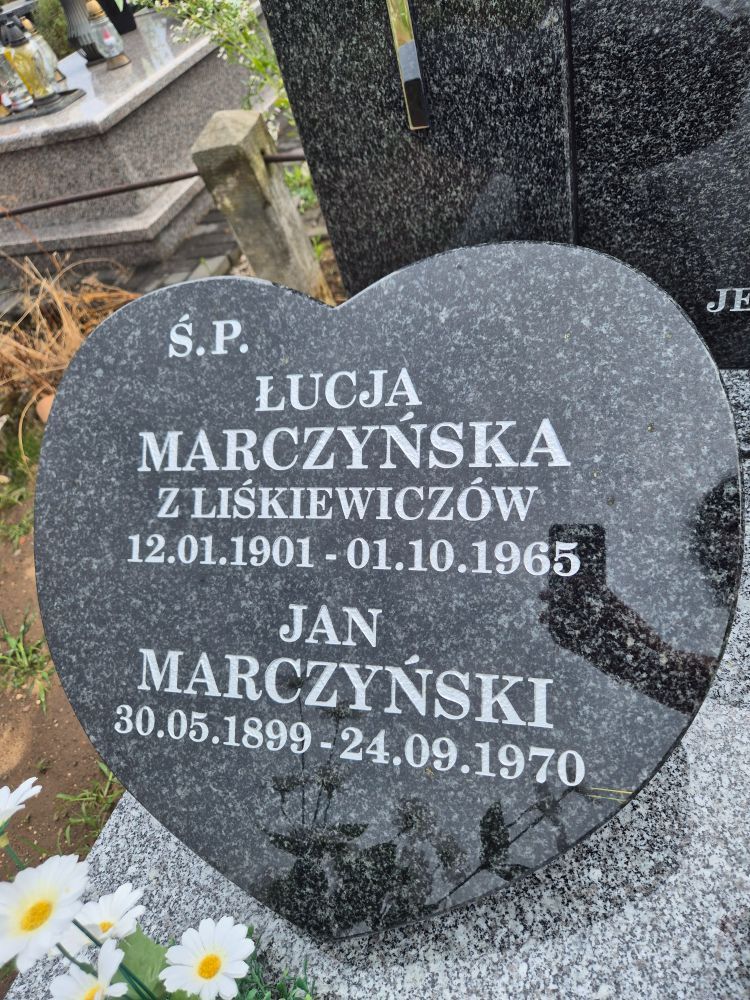 Ś.P.
ŁUCJA
MARCZYŃSKA
Z LIŚKIEWICZÓW
12.01.1901 - 01.10.1965
JAN
MARCZYŃSKI
30.05.1899 - 24.09.1970
JE